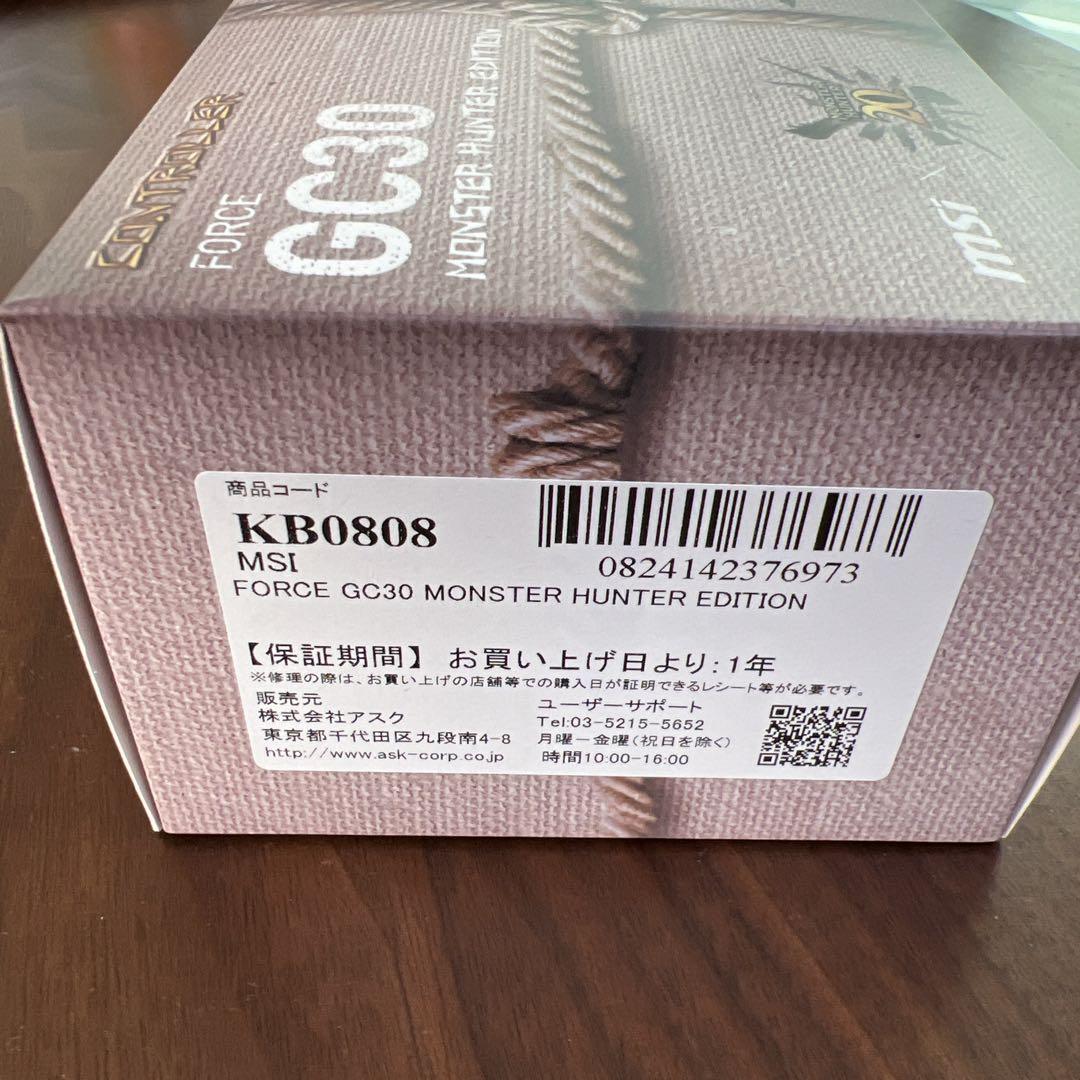 CONTROLLER
FORCE
GC30
MONSTER HUNTER EDITION
MONSTER HUNTER
20
msi
商品コード
KB0808
MSI
FORCE GC30 MONSTER HUNTER EDITION
0824142376973
【保証期間】 お買い上げ日より:1年
※修理の際は、お買い上げの店舗等での購入日が証明できるレシート等が必要です。
販売元
株式会社アスク
東京都千代田区九段南4-8
http://www.ask-corp.co.jp
ユーザーサポート
Tel:03-5215-5652
月曜ー金曜(祝日を除く)
時間10:00-16:00